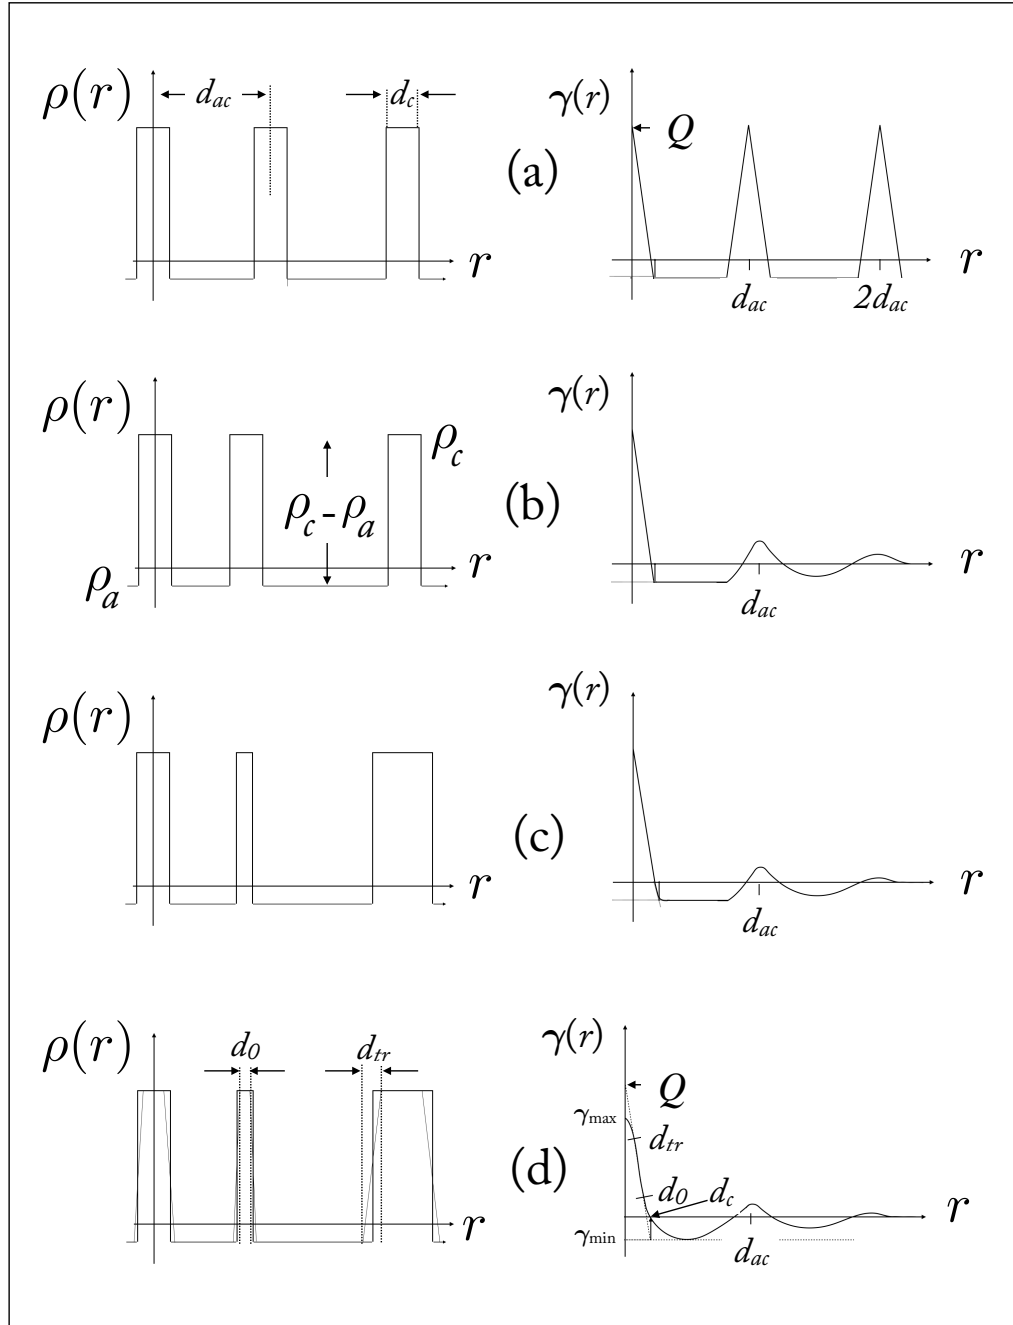 ρ(r)
d_ac
d_c
r
(a)
γ(r)
Q
r
d_ac
2d_ac
ρ(r)
ρ_c
ρ_c - ρ_a
ρ_a
r
(b)
γ(r)
r
d_ac
ρ(r)
r
(c)
γ(r)
r
d_ac
ρ(r)
d_0
d_tr
r
(d)
γ(r)
Q
γ_max
d_tr
d_0
d_c
r
γ_min
d_ac